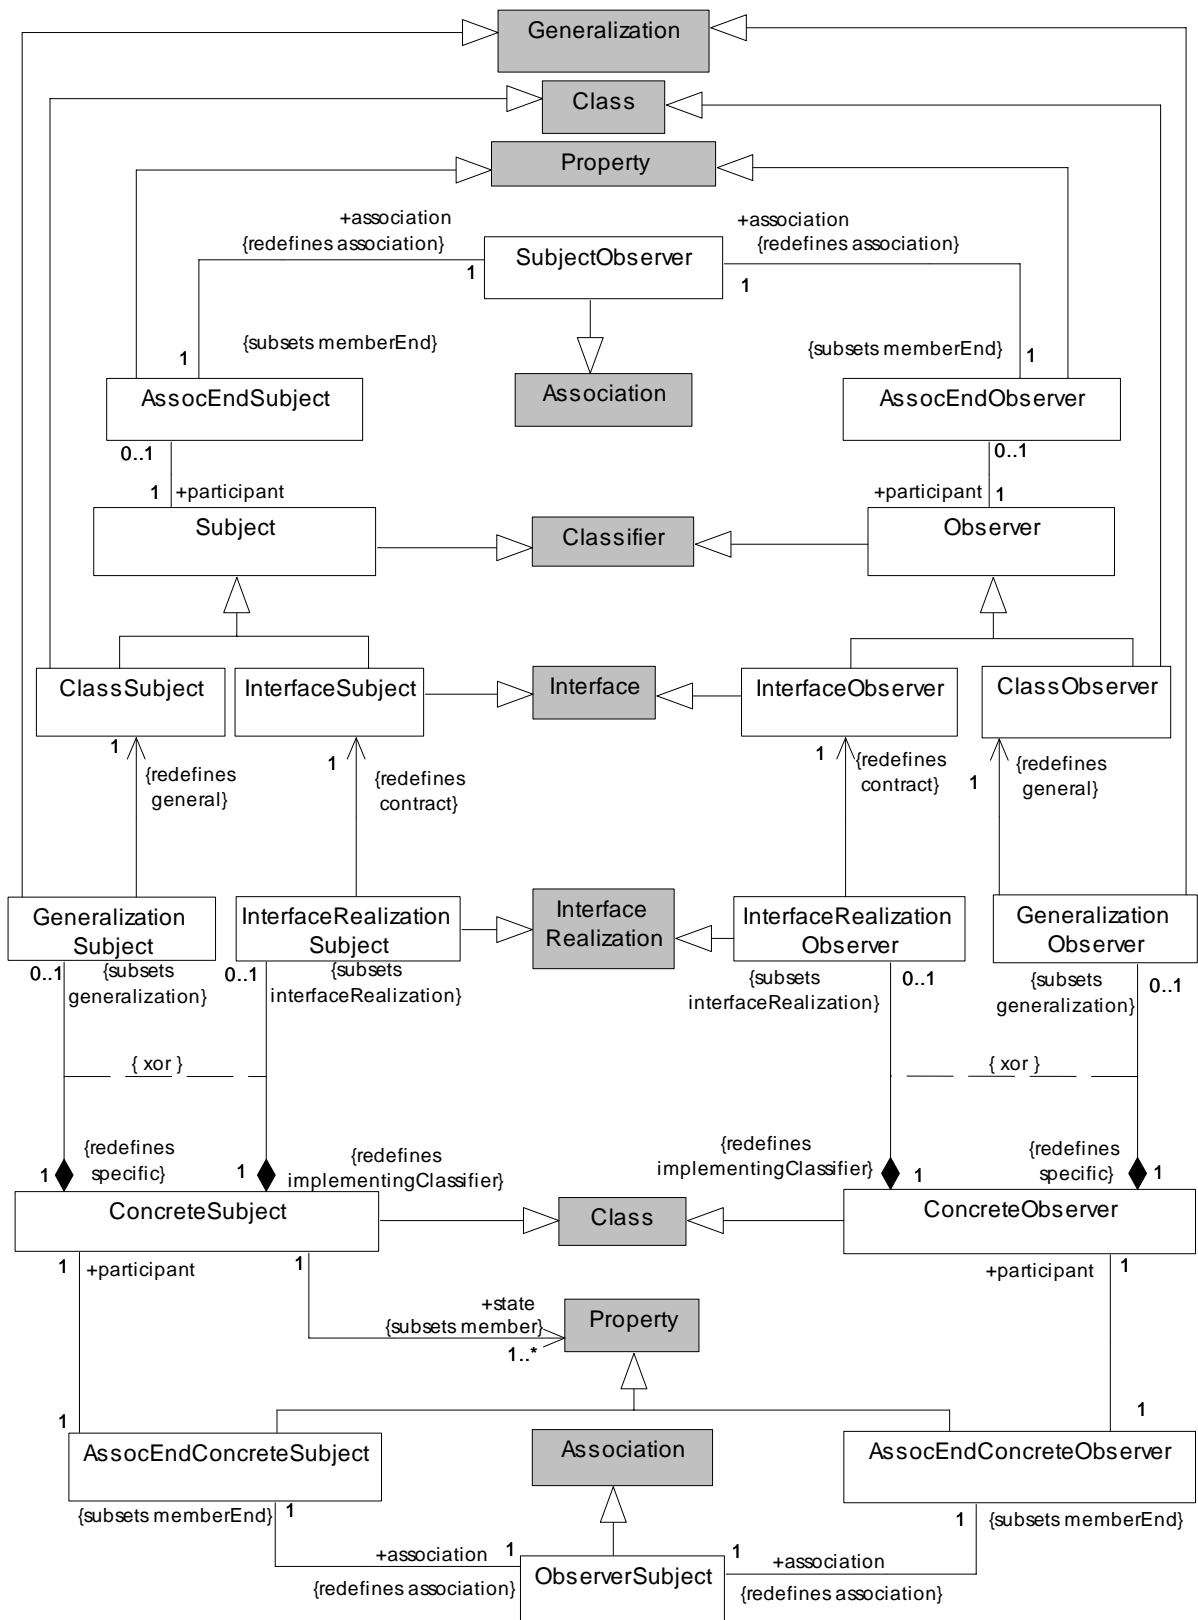 Generalization
Class
Property
+association
{redefines association}
+association
{redefines association}
SubjectObserver
1
1
1
{subsets memberEnd}
{subsets memberEnd}
1
AssocEndSubject
Association
AssocEndObserver
0..1
0..1
1 +participant
+participant 1
Subject
Classifier
Observer
ClassSubject
InterfaceSubject
Interface
InterfaceObserver
ClassObserver
1
{redefines
general}
1
{redefines
contract}
1
{redefines
contract}
1
{redefines
general}
Generalization
Subject
InterfaceRealization
Subject
Interface
Realization
InterfaceRealization
Observer
Generalization
Observer
0..1
{subsets
generalization}
0..1
{subsets
interfaceRealization}
{subsets
interfaceRealization}
0..1
{subsets
generalization}
0..1
{ xor }
{ xor }
1
{redefines
specific}
1
{redefines
implementingClassifier}
{redefines
implementingClassifier}
1
{redefines
specific}
1
ConcreteSubject
Class
ConcreteObserver
1
+participant
1
+participant
1
+state
{subsets member}
1..*
Property
1
1
AssocEndConcreteSubject
Association
AssocEndConcreteObserver
{subsets memberEnd}
1
1
{subsets memberEnd}
+association
1
{redefines association}
ObserverSubject
1
+association
{redefines association}